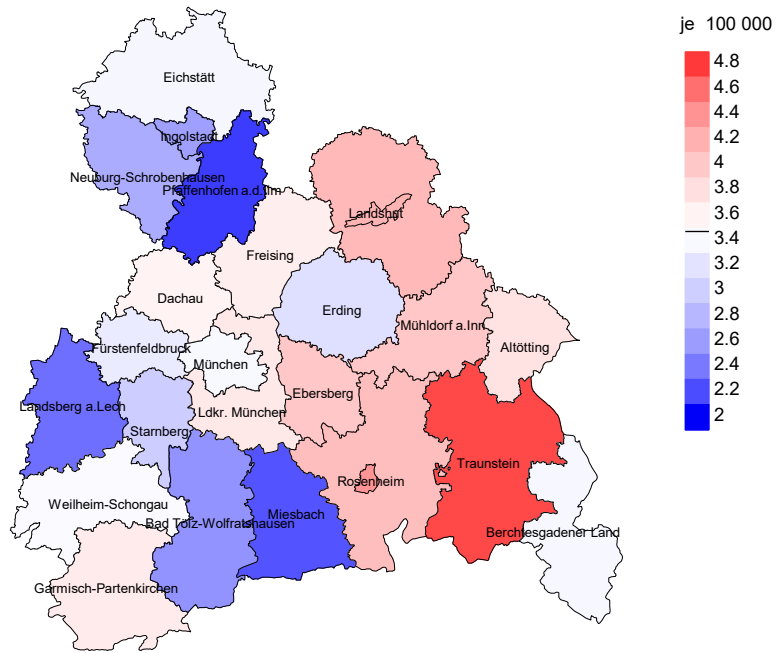 je 100 000
4.8
4.6
4.4
4.2
4
3.8
3.6
3.4
3.2
3
2.8
2.6
2.4
2.2
2
Eichstätt
Ingolstadt
Neuburg-Schrobenhausen
Pfaffenhofen a.d.Ilm
Landshut
Freising
Dachau
Erding
Mühldorf a.Inn
Fürstenfeldbruck
Altötting
München
Ebersberg
Landsberg a.Lech
Ldkr. München
Starnberg
Traunstein
Rosenheim
Weilheim-Schongau
Miesbach
Bad Tölz-Wolfratshausen
Berchtesgadener Land
Garmisch-Partenkirchen